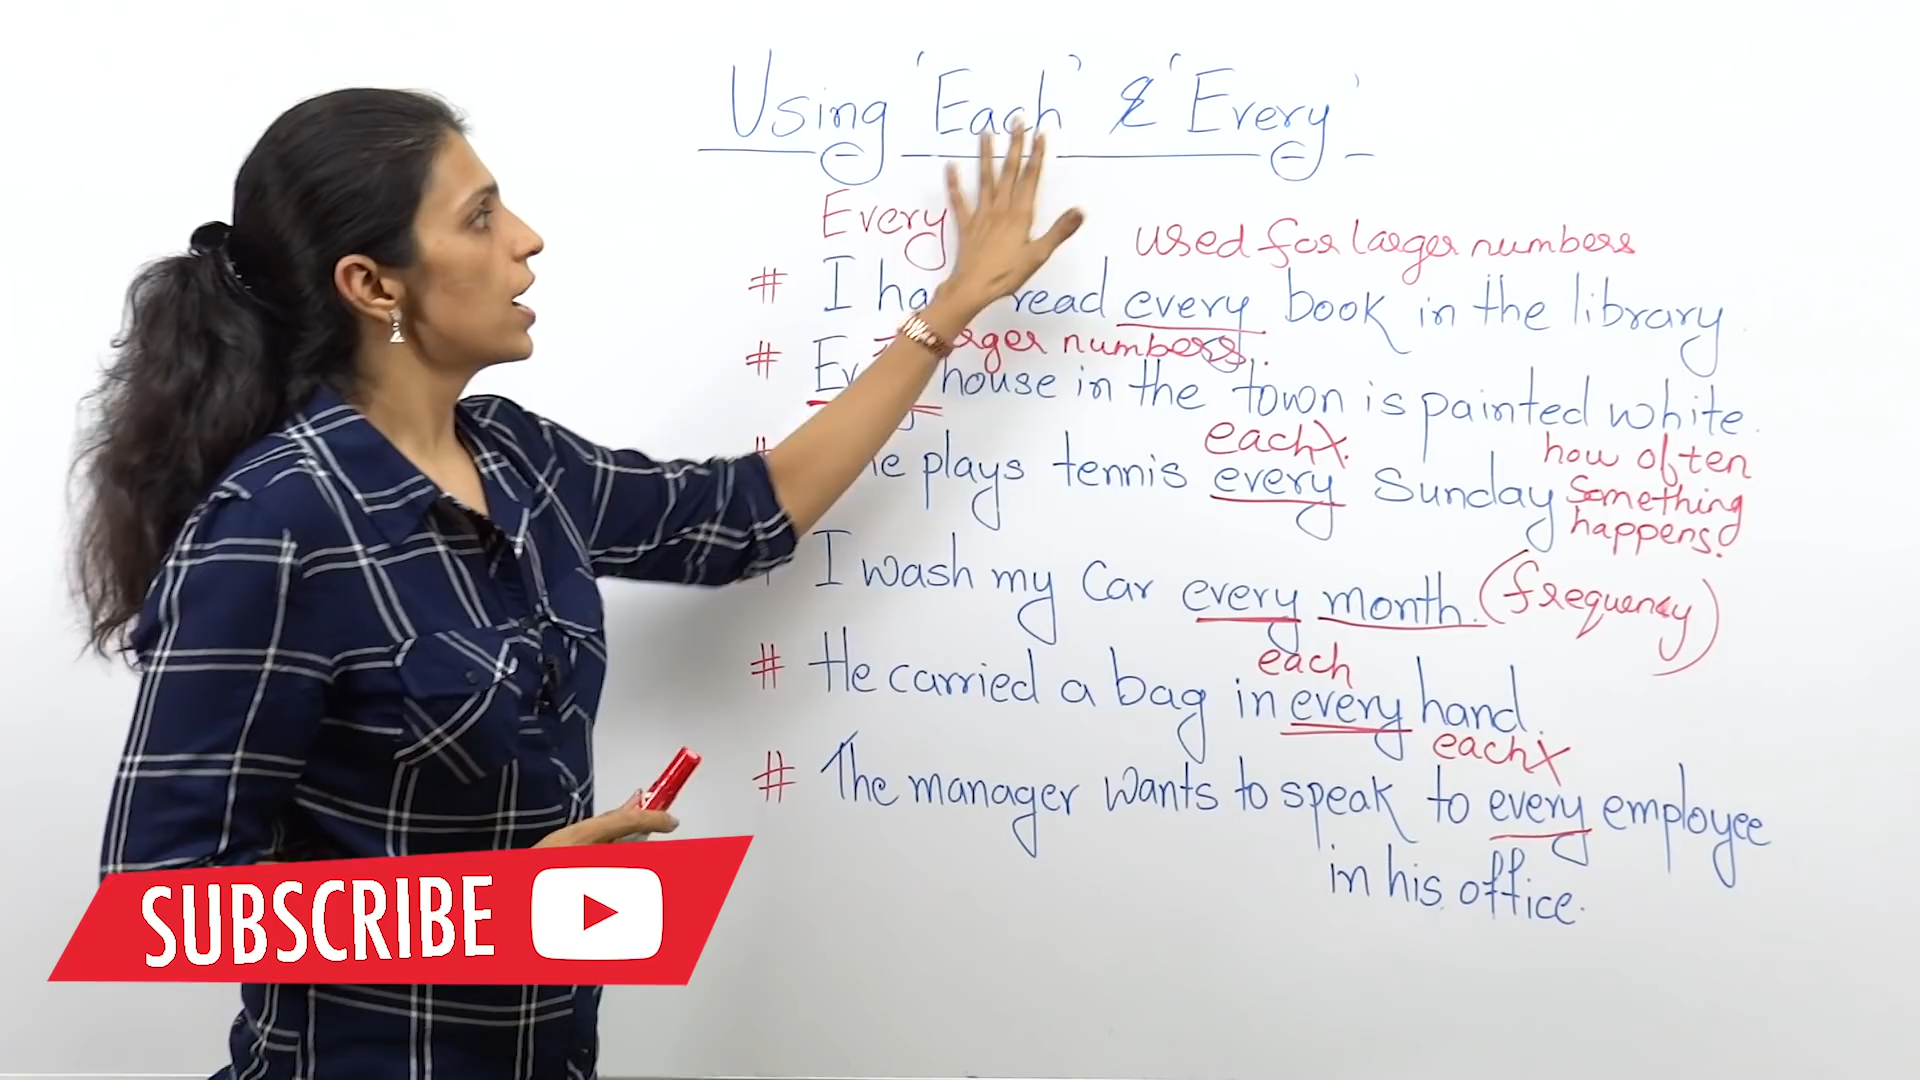 Using 'Each' & 'Every'
Every
used for larger numbers
# I ha read every book in the library
numbers.
# house in the town is painted white.
each X.
how often
something
happens.
plays tennis every Sunday
I wash my Car every month. (frequency)
each
# He carried a bag in every hand.
each X
# The manager wants to speak to every employee
in his office.
SUBSCRIBE